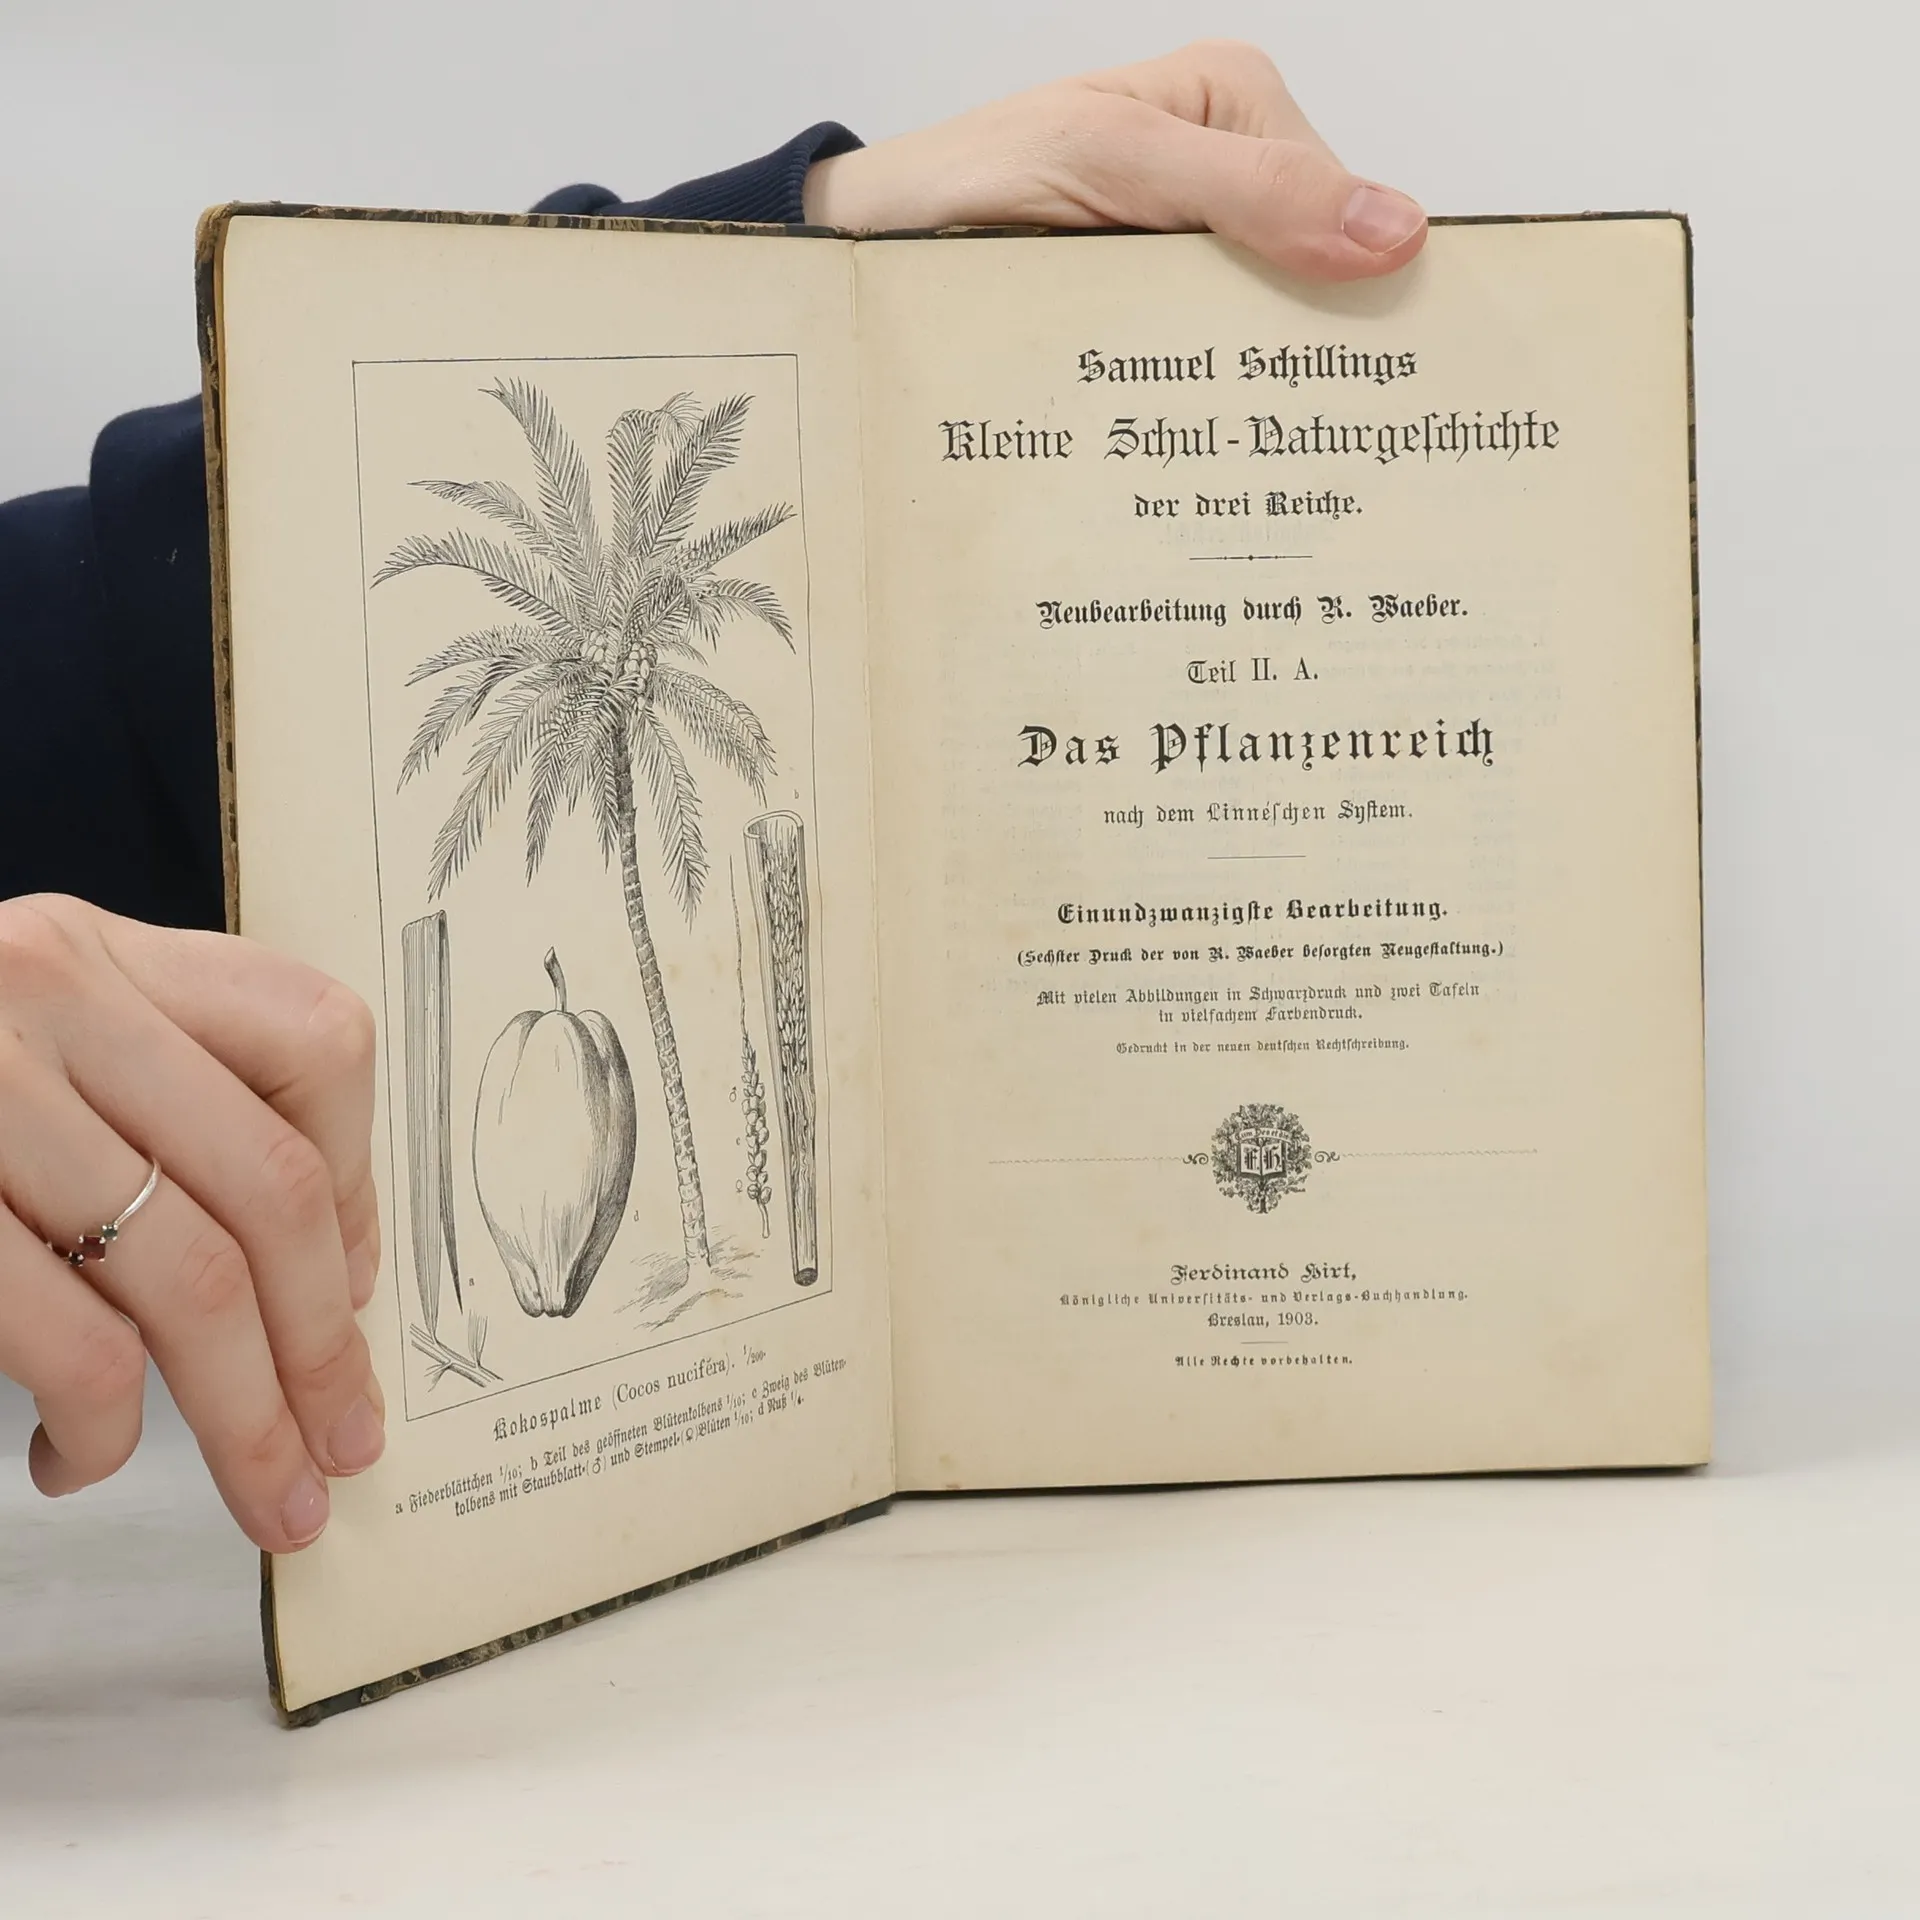 b
♂
c
♀
d
a
Kokospalme (Cocos nucifĕra). 1/200.
a Fiederblättchen 1/10; b Teil des geöffneten Blütenkolbens 1/10; c Zweig des Blüten-
kolbens mit Staubblatt-(♂) und Stempel-(♀)Blüten 1/10; d Nuß 1/4.
Samuel Schillings
Kleine Schul-Naturgeſchichte
der drei Reiche.
Neubearbeitung durch R. Waeber.
Teil II. A.
Das Pflanzenreich
nach dem Linnéſchen Syſtem.
Einundzwanzigſte Bearbeitung.
(Sechſter Druck der von R. Waeber beſorgten Neugeſtaltung.)
Mit vielen Abbildungen in Schwarzdruck und zwei Tafeln
in vielfachem Farbendruck.
Gedruckt in der neuen deutſchen Rechtſchreibung.
F. H.
Ferdinand Hirt,
Königliche Univerſitäts- und Verlags-Buchhandlung.
Breslau, 1903.
Alle Rechte vorbehalten.